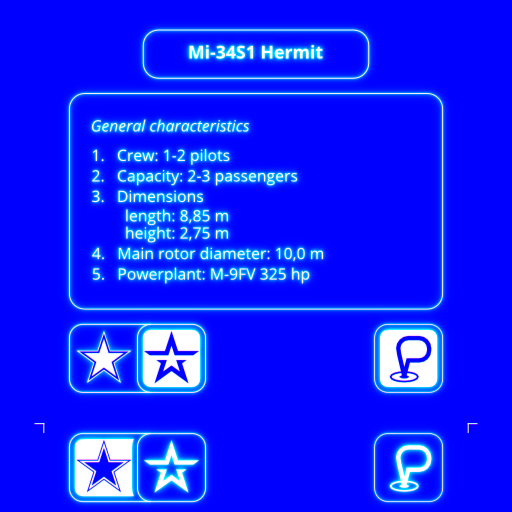 Mi-34S1 Hermit
General characteristics
1. Crew: 1-2 pilots
2. Capacity: 2-3 passengers
3. Dimensions
length: 8,85 m
height: 2,75 m
4. Main rotor diameter: 10,0 m
5. Powerplant: M-9FV 325 hp